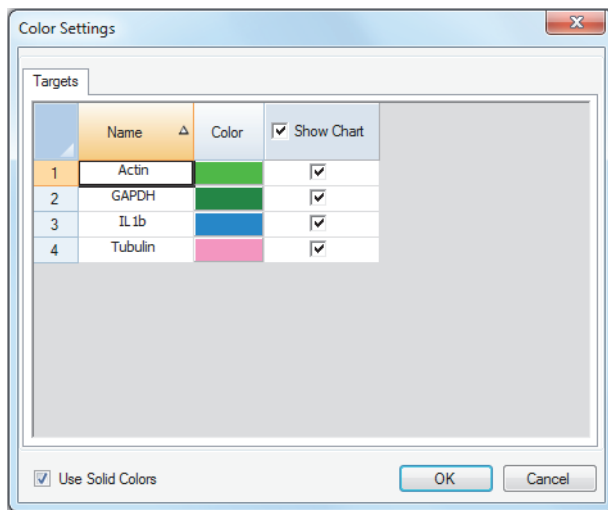 Color Settings
Targets
Name Color Show Chart
1 Actin
2 GAPDH
3 IL1b
4 Tubulin
Use Solid Colors OK Cancel